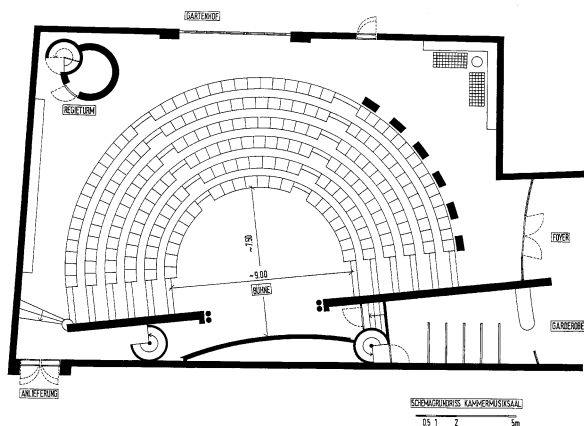 GARTENHOF
REGIETURM
~7.50
~9.00
BÜHNE
FOYER
GARDEROBE
ANLIEFERUNG
SCHEMAGRUNDRISS KAMMERMUSIKSAAL
0.5 1 2 5m